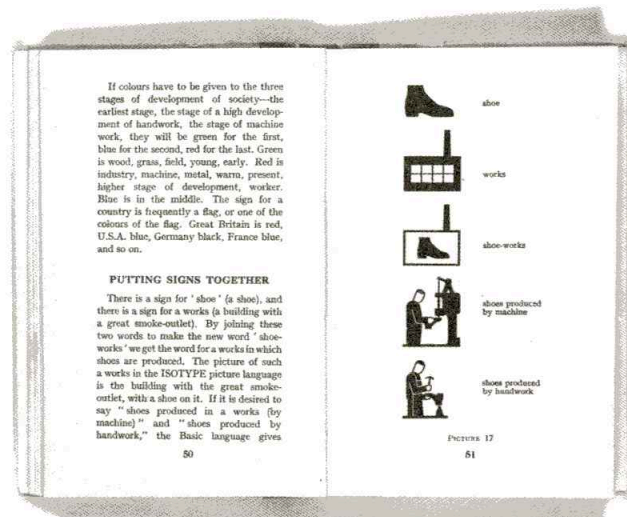 If colours have to be given to the three
stages of development of society—the
earliest stage, the stage of a high develop-
ment of handwork, the stage of machine
work, they will be green for the first,
blue for the second, red for the last. Green
is wood, grass, field, young, early. Red is
industry, machine, metal, warm, present,
higher stage of development, worker.
Blue is in the middle. The sign for a
country is frequently a flag, or one of the
colours of the flag. Great Britain is red,
U.S.A. blue, Germany black, France blue,
and so on.
PUTTING SIGNS TOGETHER
There is a sign for ' shoe ' (a shoe), and
there is a sign for a works (a building with
a great smoke-outlet). By joining these
two words to make the new word ' shoe-
works ' we get the word for a works in which
shoes are produced. The picture of such
a works in the ISOTYPE picture language
is the building with the great smoke-
outlet, with a shoe on it. If it is desired to
say " shoes produced in a works (by
machine) " and " shoes produced by
handwork," the Basic language gives
50
shoe
works
shoe-works
shoes produced
by machine
shoes produced
by handwork
PICTURE 17
51